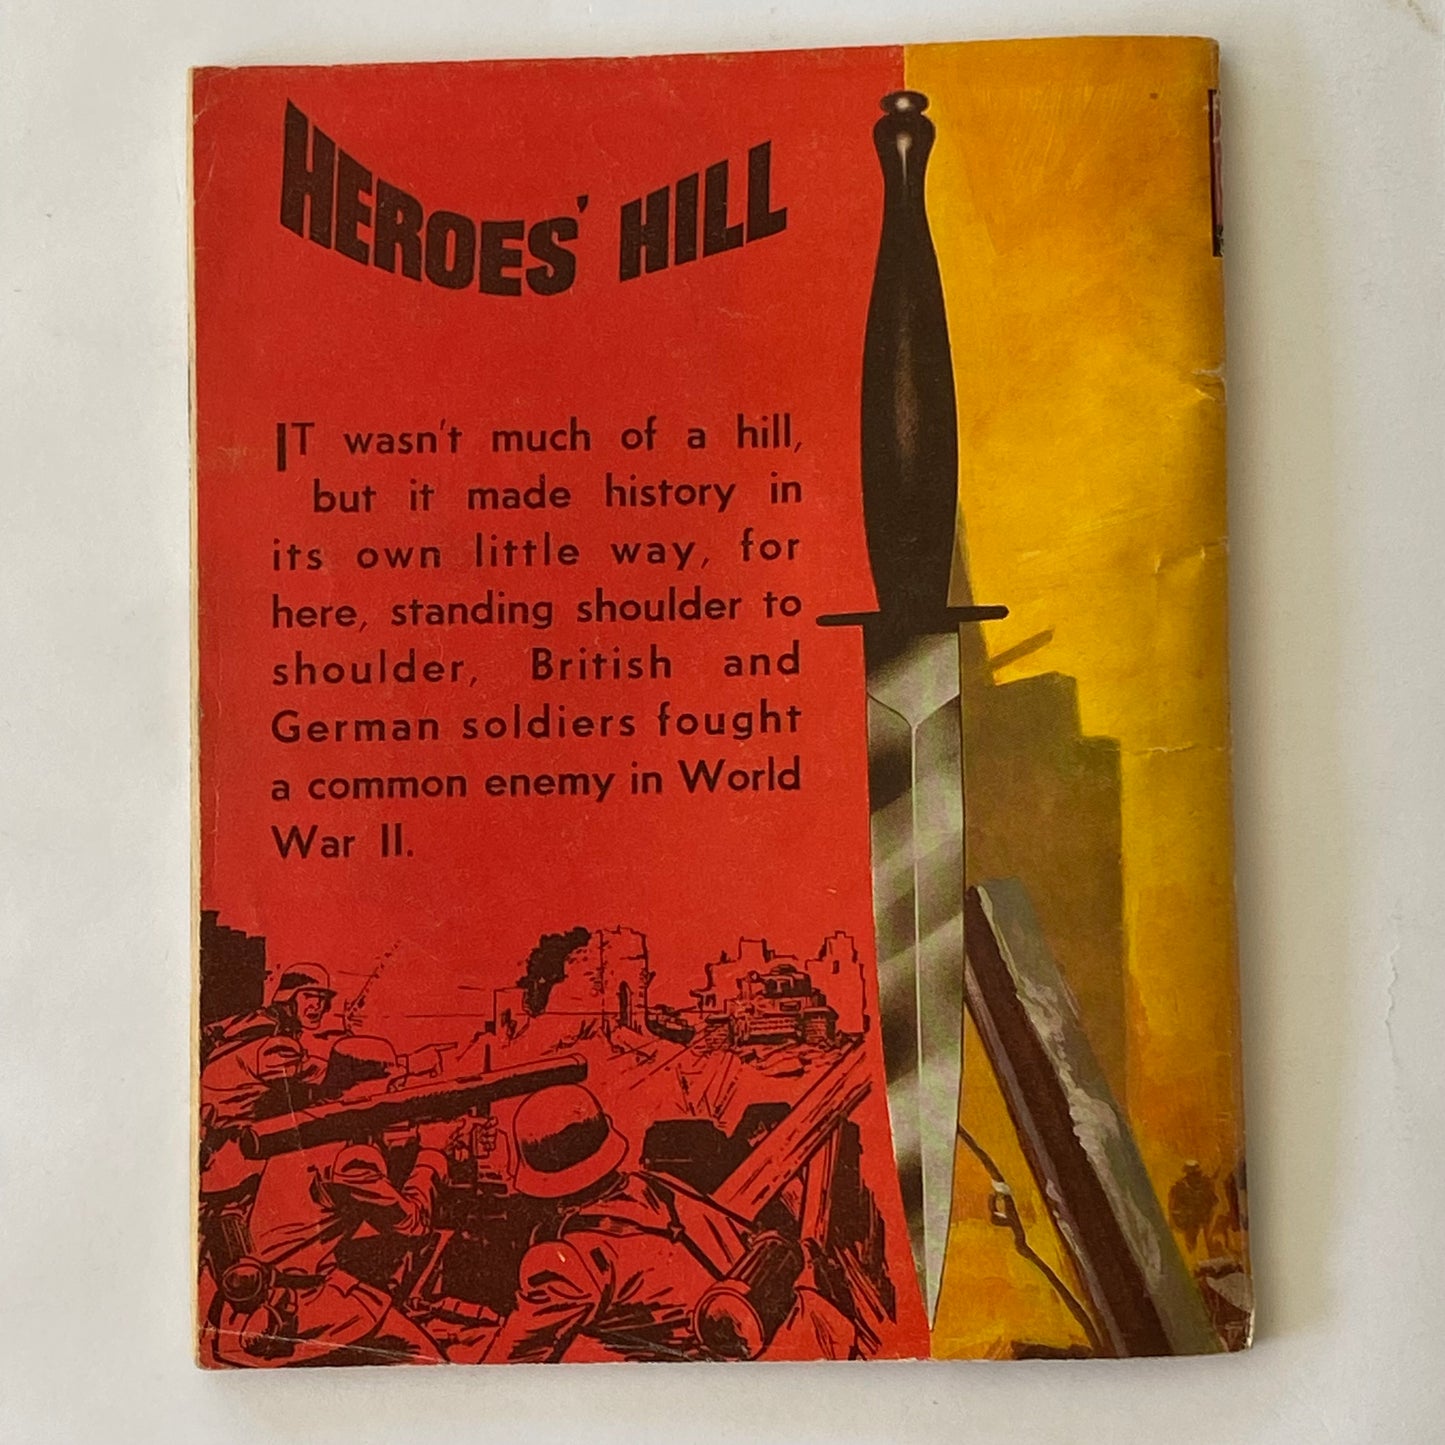 HEROES' HILL
IT wasn't much of a hill,
but it made history in
its own little way, for
here, standing shoulder to
shoulder, British and
German soldiers fought
a common enemy in World
War II.